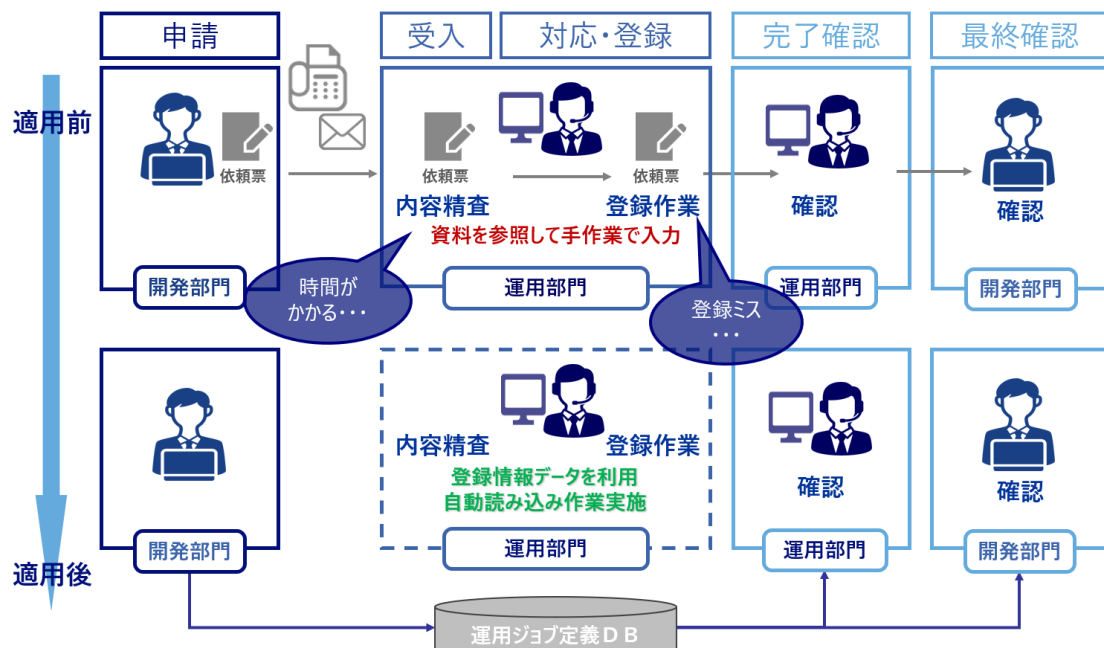 申請
受入
対応・登録
完了確認
最終確認
適用前
依頼票
依頼票
依頼票
内容精査
登録作業
確認
確認
資料を参照して手作業で入力
開発部門
時間が
かかる・・・
運用部門
登録ミス
・・・
運用部門
開発部門
内容精査
登録作業
登録情報データを利用
自動読み込み作業実施
確認
確認
適用後
開発部門
運用部門
運用部門
開発部門
運用ジョブ定義ＤＢ